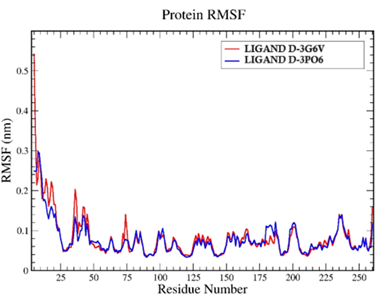 Protein RMSF
LIGAND D-3G6V
LIGAND D-3PO6
RMSF (nm)
0.5
0.4
0.3
0.2
0.1
0
25 50 75 100 125 150 175 200 225 250
Residue Number